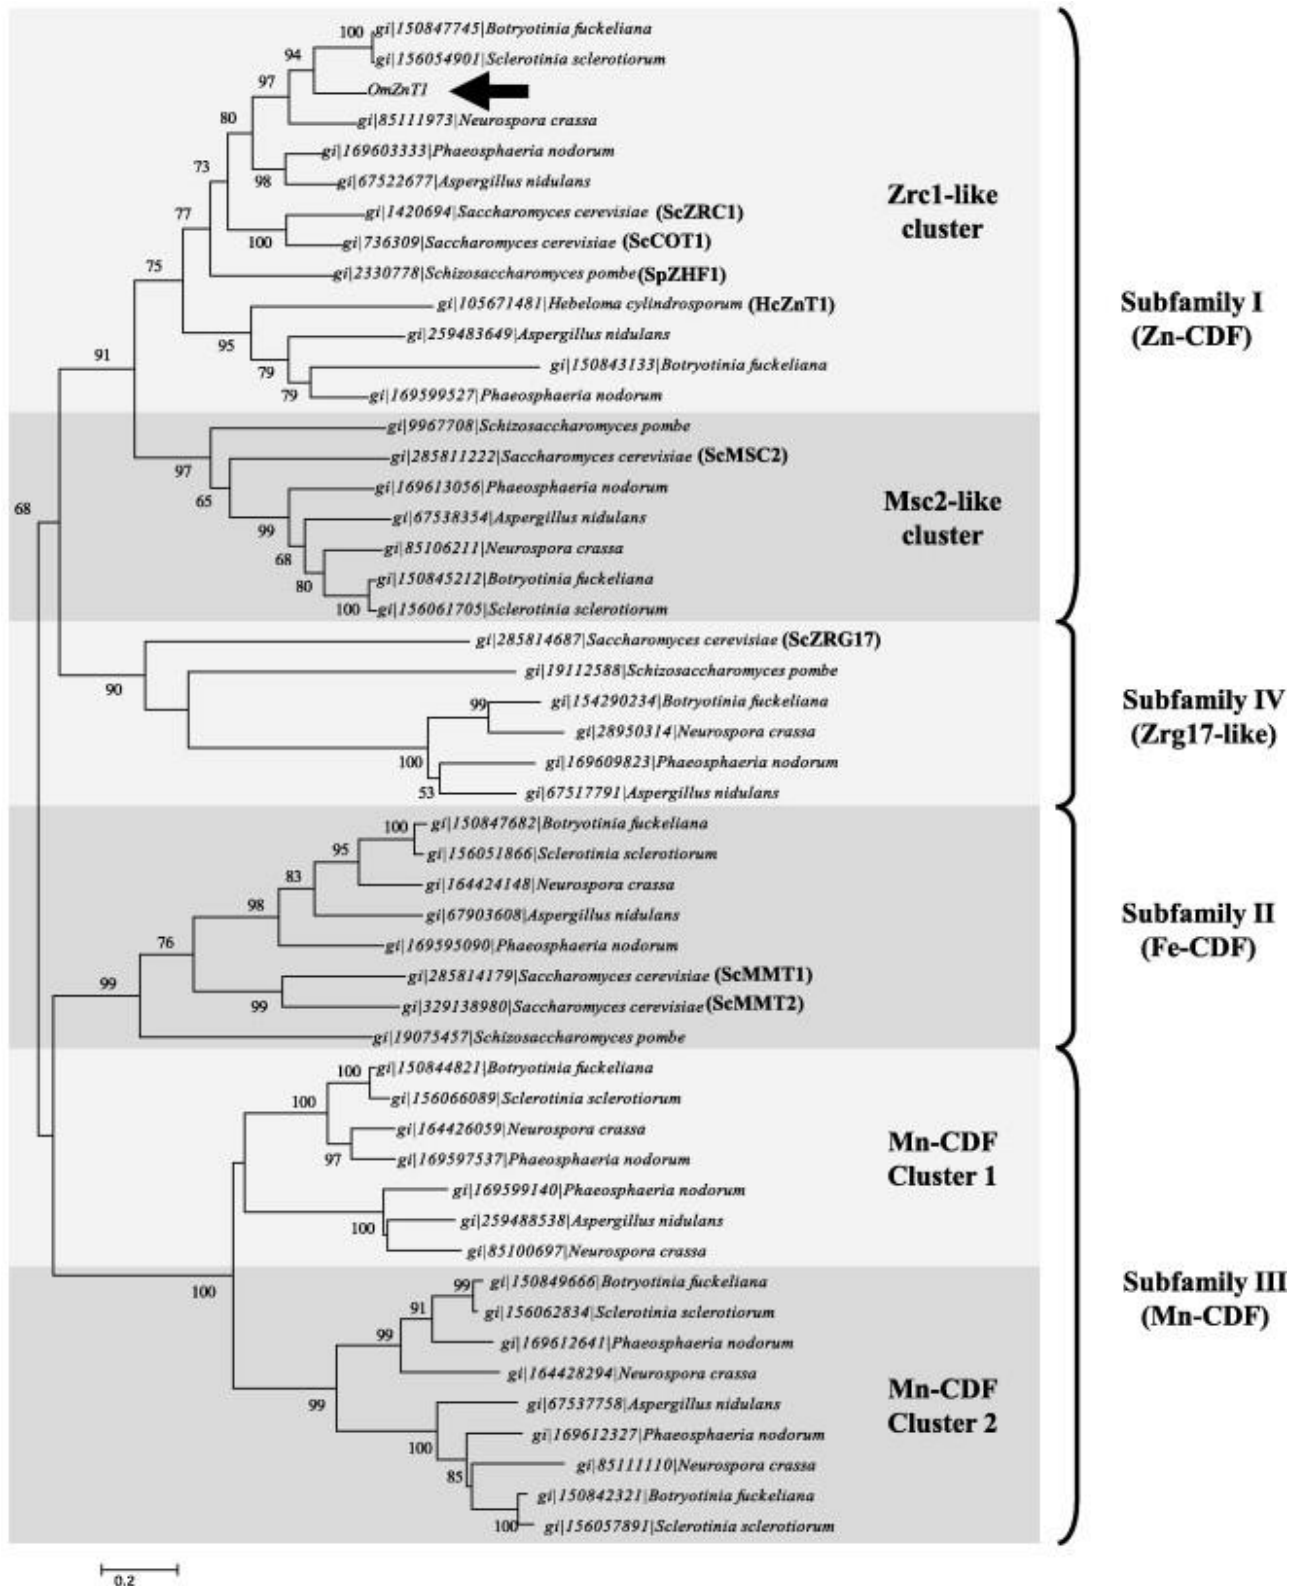 100
gi|150847745|Botryotinia fuckeliana
94
gi|156054901|Sclerotinia sclerotiorum
97
OmZnT1
80
gi|85111973|Neurospora crassa
gi|169603333|Phaeosphaeria nodorum
73
98
gi|67522677|Aspergillus nidulans
Zrc1-like
cluster
77
gi|1420694|Saccharomyces cerevisiae (ScZRC1)
100
gi|736309|Saccharomyces cerevisiae (ScCOT1)
75
gi|2330778|Schizosaccharomyces pombe(SpZHF1)
gi|105671481|Hebeloma cylindrosporum (HcZnT1)
Subfamily I
(Zn-CDF)
95
gi|259483649|Aspergillus nidulans
91
79
gi|150843133|Botryotinia fuckeliana
79
gi|169599527|Phaeosphaeria nodorum
gi|9967708|Schizosaccharomyces pombe
97
gi|285811222|Saccharomyces cerevisiae (ScMSC2)
65
gi|169613056|Phaeosphaeria nodorum
Msc2-like
cluster
68
99
gi|67538354|Aspergillus nidulans
68
gi|85106211|Neurospora crassa
80
gi|150845212|Botryotinia fuckeliana
100
gi|156061705|Sclerotinia sclerotiorum
gi|285814687|Saccharomyces cerevisiae (ScZRG17)
90
gi|19112588|Schizosaccharomyces pombe
99
gi|154290234|Botryotinia fuckeliana
Subfamily IV
(Zrg17-like)
gi|28950314|Neurospora crassa
100
gi|169609823|Phaeosphaeria nodorum
53
gi|67517791|Aspergillus nidulans
100
gi|150847682|Botryotinia fuckeliana
95
gi|156051866|Sclerotinia sclerotiorum
83
gi|164424148|Neurospora crassa
98
gi|67903608|Aspergillus nidulans
Subfamily II
(Fe-CDF)
76
gi|169595090|Phaeosphaeria nodorum
99
gi|285814179|Saccharomyces cerevisiae (ScMMT1)
99
gi|329138980|Saccharomyces cerevisiae(ScMMT2)
gi|19075457|Schizosaccharomyces pombe
100
gi|150844821|Botryotinia fuckeliana
100
gi|156066089|Sclerotinia sclerotiorum
gi|164426059|Neurospora crassa
97
gi|169597537|Phaeosphaeria nodorum
Mn-CDF
Cluster 1
gi|169599140|Phaeosphaeria nodorum
100
gi|259488538|Aspergillus nidulans
gi|85100697|Neurospora crassa
100
99
gi|150849666|Botryotinia fuckeliana
Subfamily III
(Mn-CDF)
91
gi|156062834|Sclerotinia sclerotiorum
99
gi|169612641|Phaeosphaeria nodorum
gi|164428294|Neurospora crassa
99
gi|67537758|Aspergillus nidulans
Mn-CDF
Cluster 2
100
gi|169612327|Phaeosphaeria nodorum
85
gi|85111110|Neurospora crassa
gi|150842321|Botryotinia fuckeliana
100
gi|156057891|Sclerotinia sclerotiorum
0.2